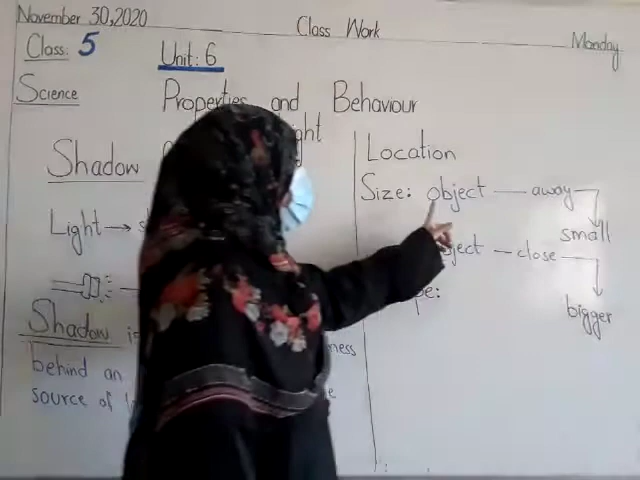 November 30, 2020
Class Work
Monday
Class: 5
Unit: 6
Science
Properties and Behaviour
Shadow
Location
Size: object — away
small
Light →
object — close
bigger
Shadow is
behind an
source of